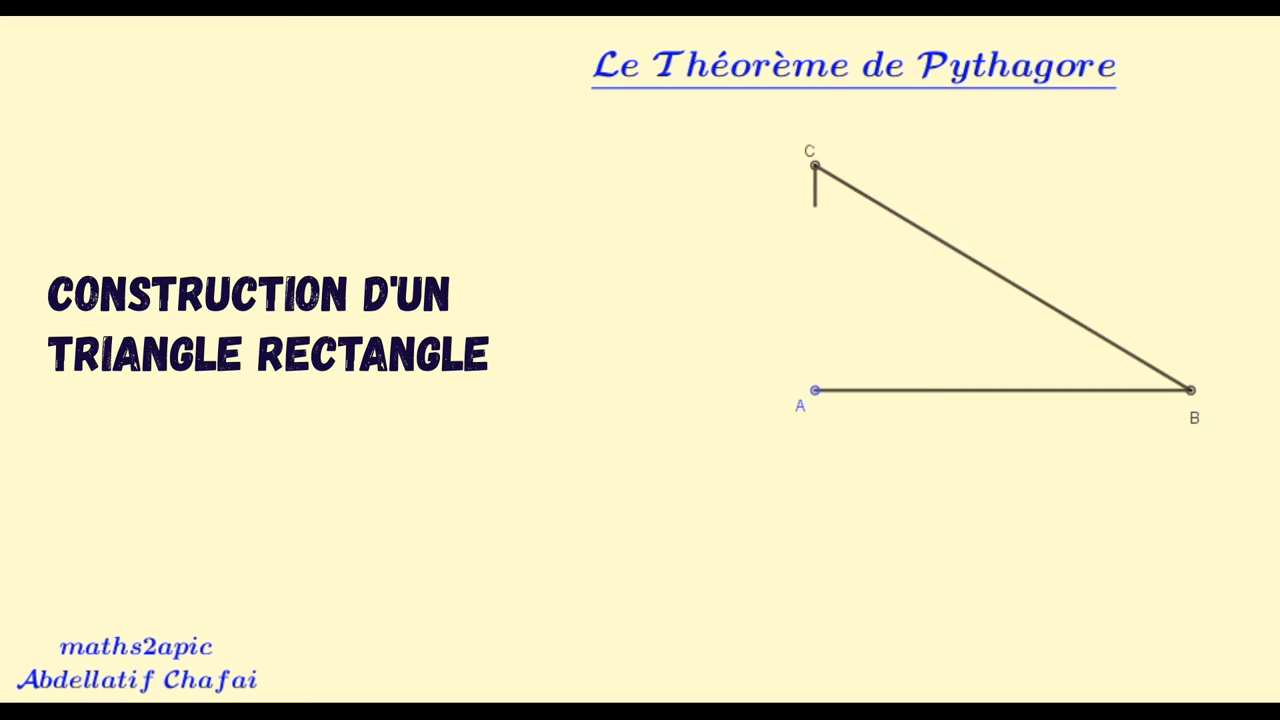 Le Théorème de Pythagore
C
CONSTRUCTION D'UN
TRIANGLE RECTANGLE
A
B
maths2apic
Abdellatif Chafai